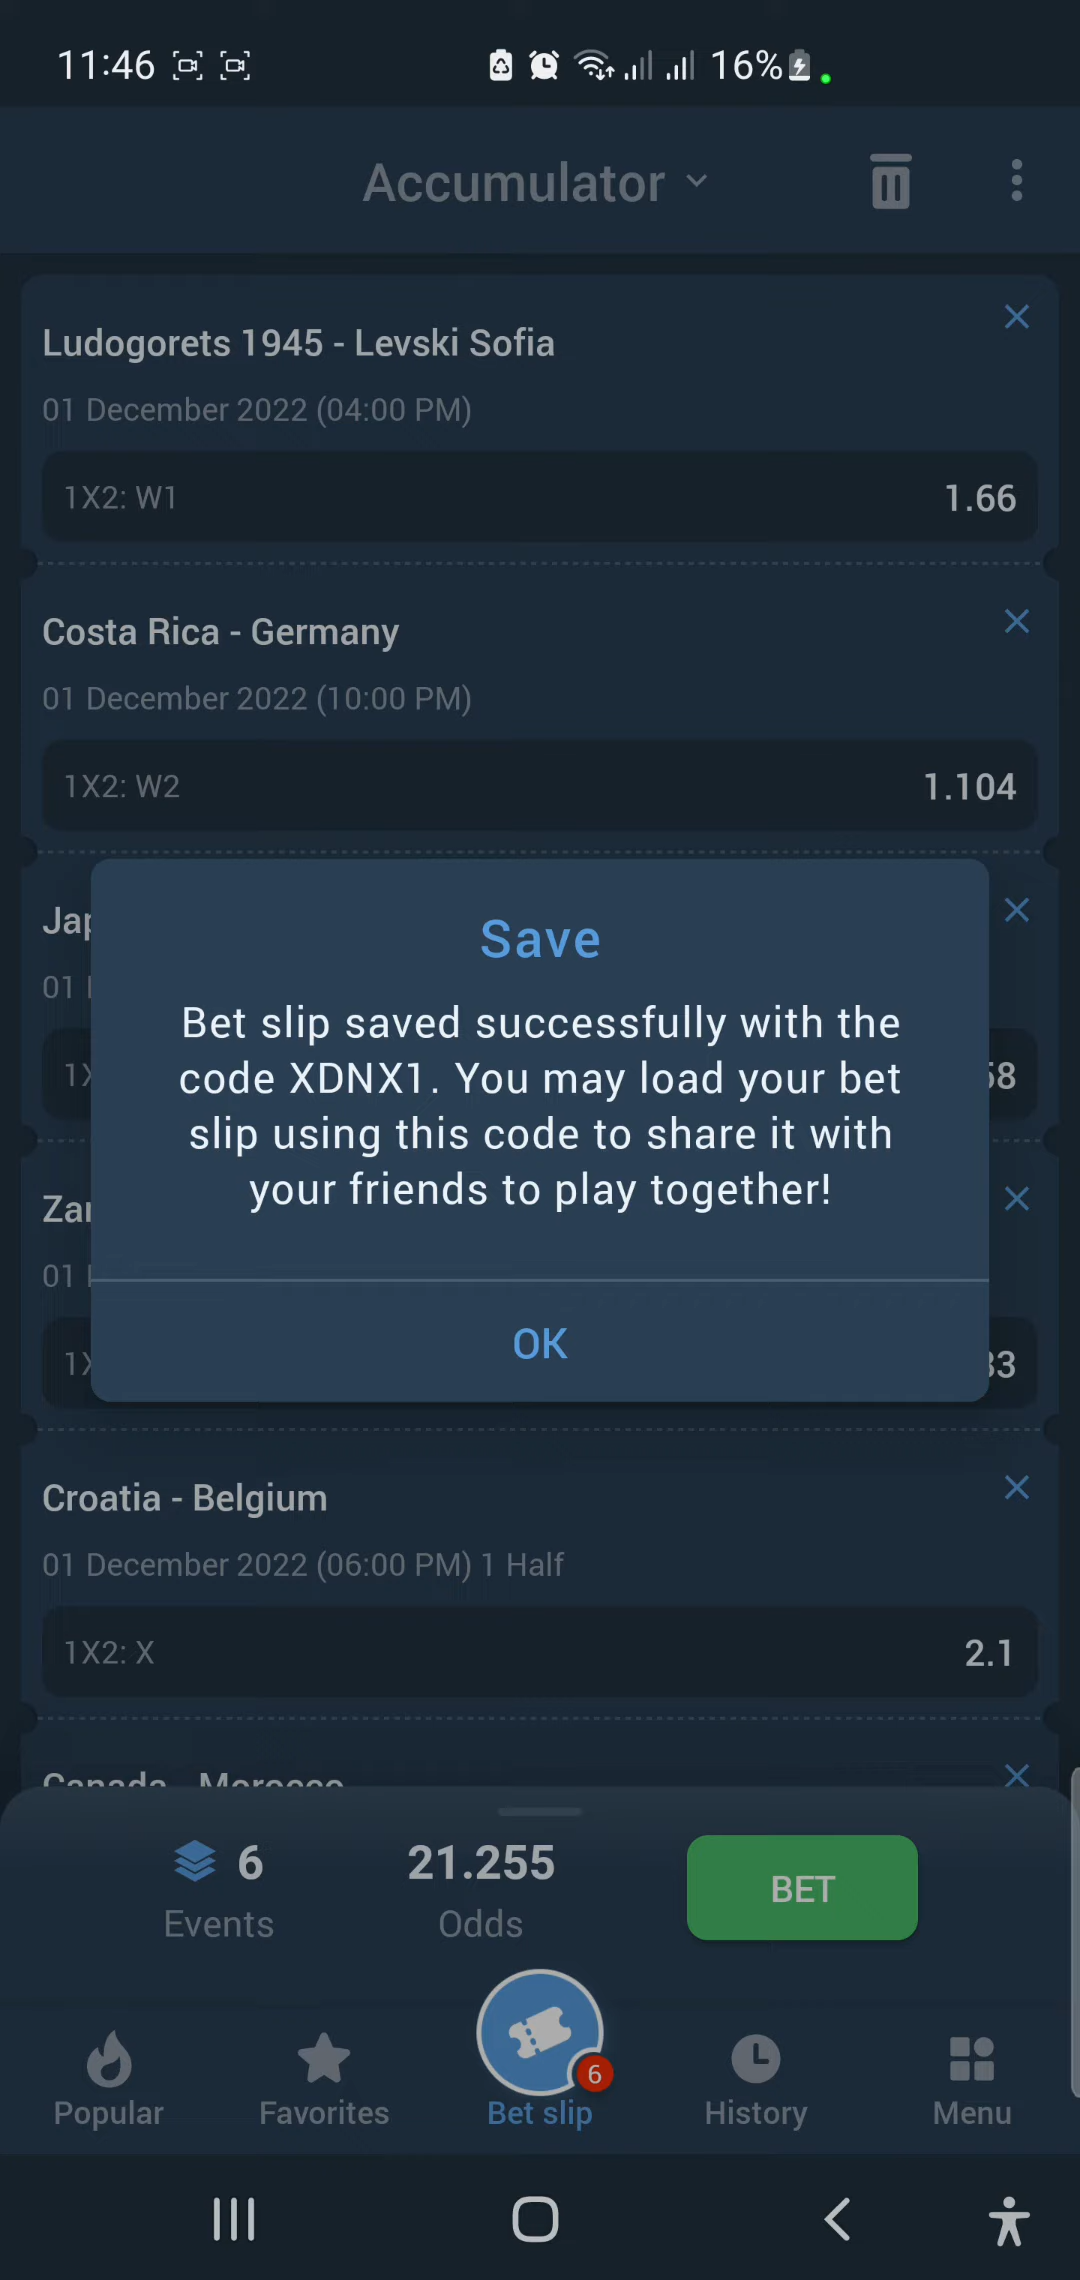 11:46
16%
Accumulator
Ludogorets 1945 - Levski Sofia
01 December 2022 (04:00 PM)
1X2: W1
1.66
Costa Rica - Germany
01 December 2022 (10:00 PM)
1X2: W2
1.104
01
Save
Bet slip saved successfully with the
code XDNX1. You may load your bet
slip using this code to share it with
your friends to play together!
01
OK
Croatia - Belgium
01 December 2022 (06:00 PM) 1 Half
1X2: X
2.1
Canada - Morocco
6
21.255
BET
Events
Odds
6
Popular
Favorites
Bet slip
History
Menu